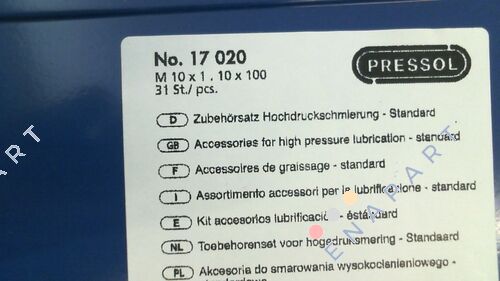 No. 17 020
PRESSOL
M 10 x 1 . 10 x 100
31 St./ pcs.
D Zubehörsatz Hochdruckschmierung - Standard
GB Accessories for high pressure lubrication - standard
F Accessoires de graissage - standard
I Assortimento accessori per la lubrificazione - standard
E Kit accesorios lubrificació - éstándard
NL Toebehorenset voor hogedruksmering - Standaard
PL Akcesoria do smarowania wysokociśnieniowego -
ENAPART